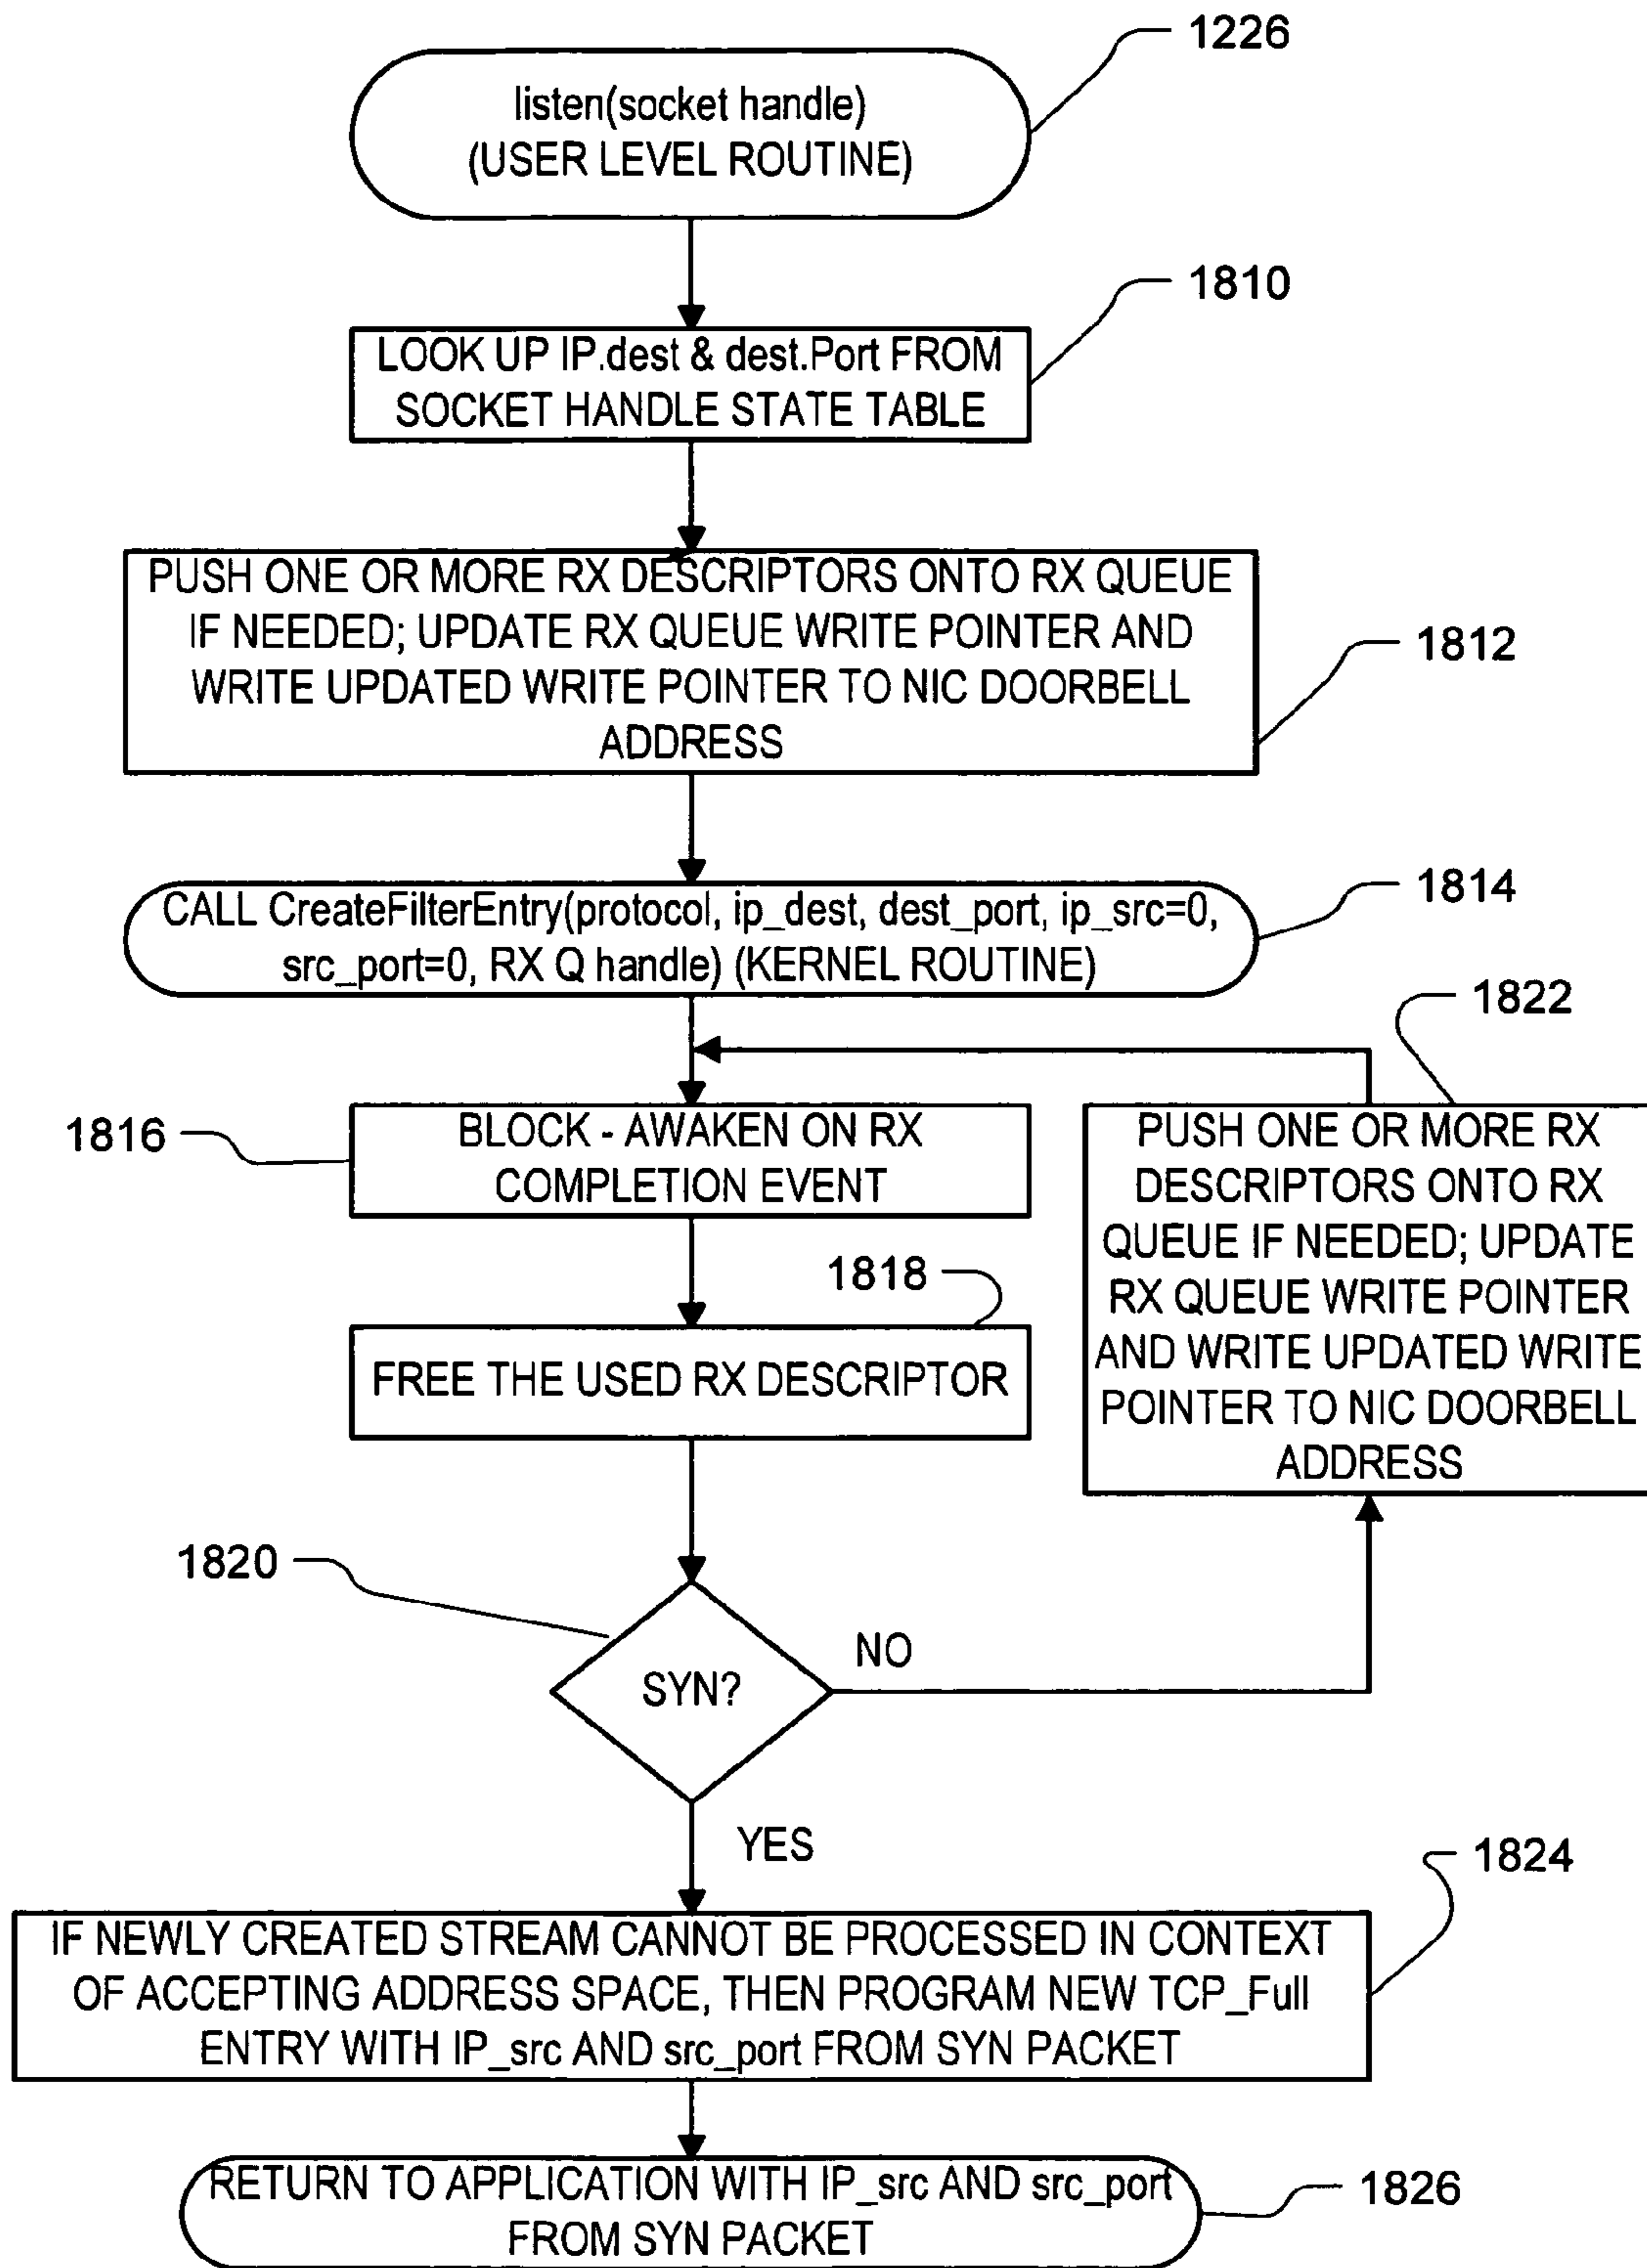 1226
listen(socket handle)
(USER LEVEL ROUTINE)
1810
LOOK UP IP.dest & dest.Port FROM
SOCKET HANDLE STATE TABLE
PUSH ONE OR MORE RX DESCRIPTORS ONTO RX QUEUE
IF NEEDED; UPDATE RX QUEUE WRITE POINTER AND
WRITE UPDATED WRITE POINTER TO NIC DOORBELL
ADDRESS
1812
CALL CreateFilterEntry(protocol, ip_dest, dest_port, ip_src=0,
src_port=0, RX Q handle) (KERNEL ROUTINE)
1814
1822
1816
BLOCK - AWAKEN ON RX
COMPLETION EVENT
PUSH ONE OR MORE RX
DESCRIPTORS ONTO RX
QUEUE IF NEEDED; UPDATE
RX QUEUE WRITE POINTER
AND WRITE UPDATED WRITE
POINTER TO NIC DOORBELL
ADDRESS
1818
FREE THE USED RX DESCRIPTOR
1820
SYN?
NO
YES
1824
IF NEWLY CREATED STREAM CANNOT BE PROCESSED IN CONTEXT
OF ACCEPTING ADDRESS SPACE, THEN PROGRAM NEW TCP_Full
ENTRY WITH IP_src AND src_port FROM SYN PACKET
RETURN TO APPLICATION WITH IP_src AND src_port
FROM SYN PACKET
1826